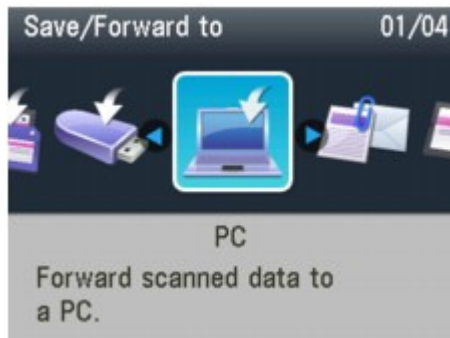 Save/Forward to 01/04
PC
Forward scanned data to
a PC.